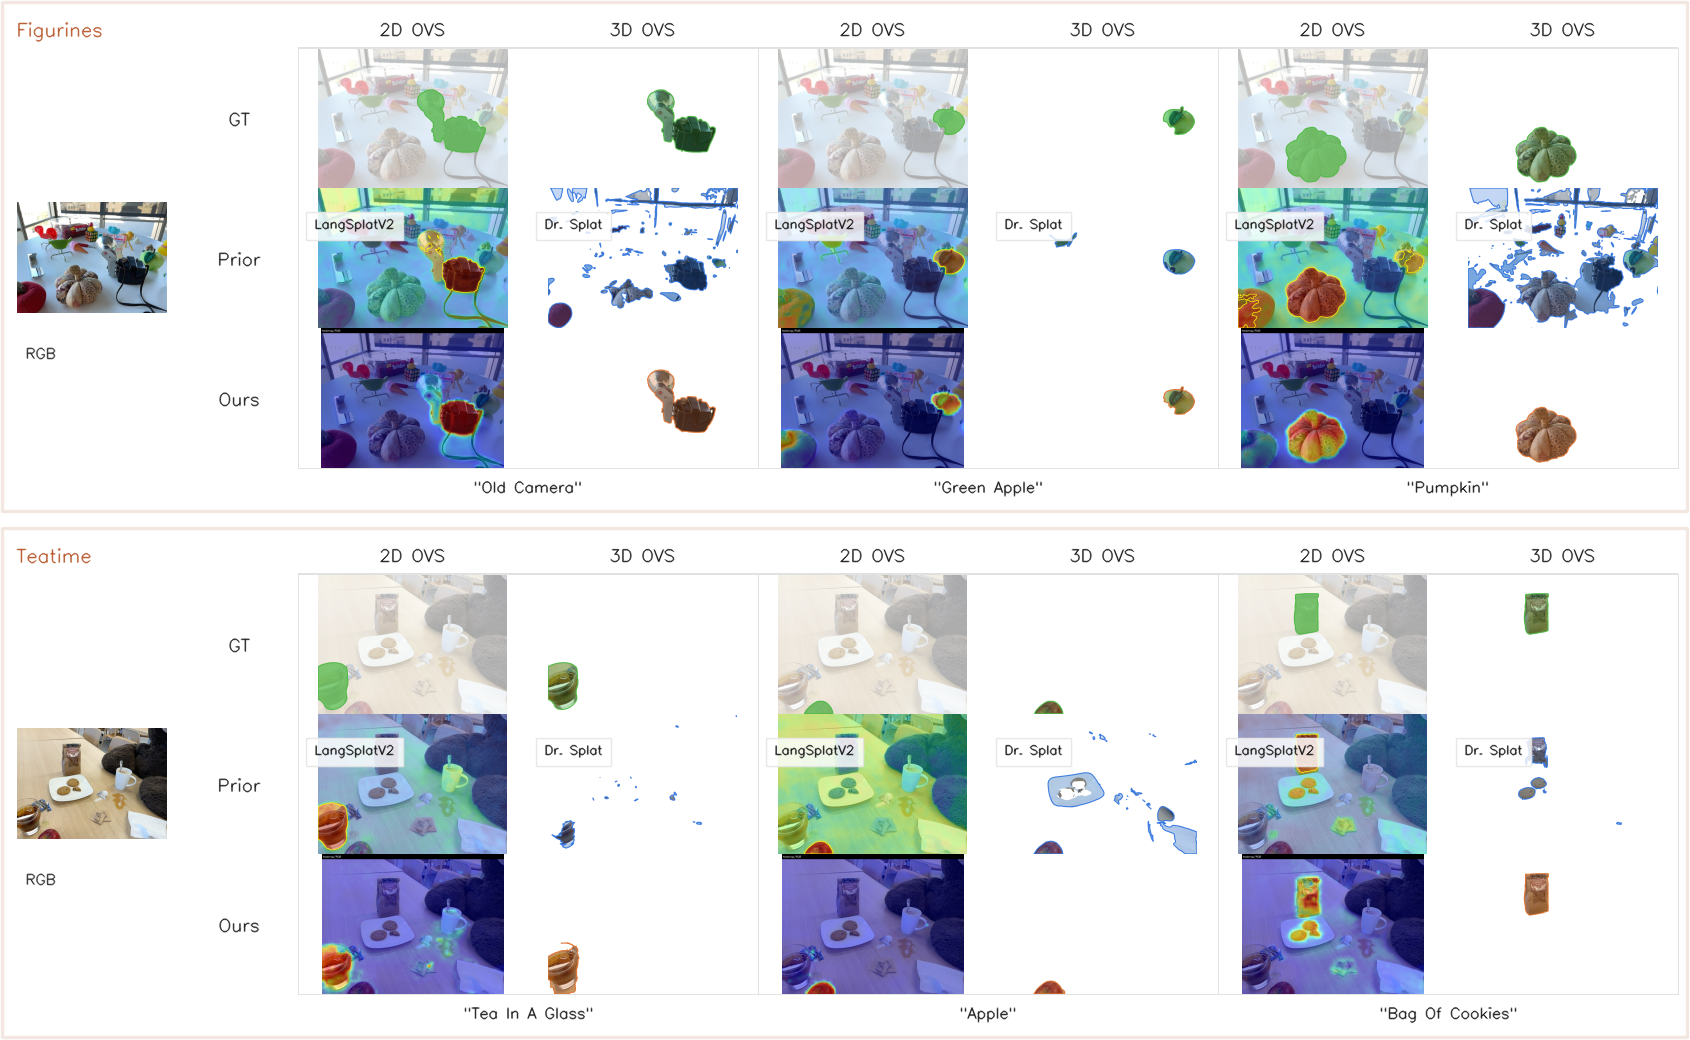 Figurines
2D OVS 3D OVS 2D OVS 3D OVS 2D OVS 3D OVS
GT
LangSplatV2 Dr. Splat LangSplatV2 Dr. Splat LangSplatV2 Dr. Splat
Prior
RGB
Ours
"Old Camera" "Green Apple" "Pumpkin"
Teatime
2D OVS 3D OVS 2D OVS 3D OVS 2D OVS 3D OVS
GT
LangSplatV2 Dr. Splat LangSplatV2 Dr. Splat LangSplatV2 Dr. Splat
Prior
RGB
Ours
"Tea In A Glass" "Apple" "Bag Of Cookies"